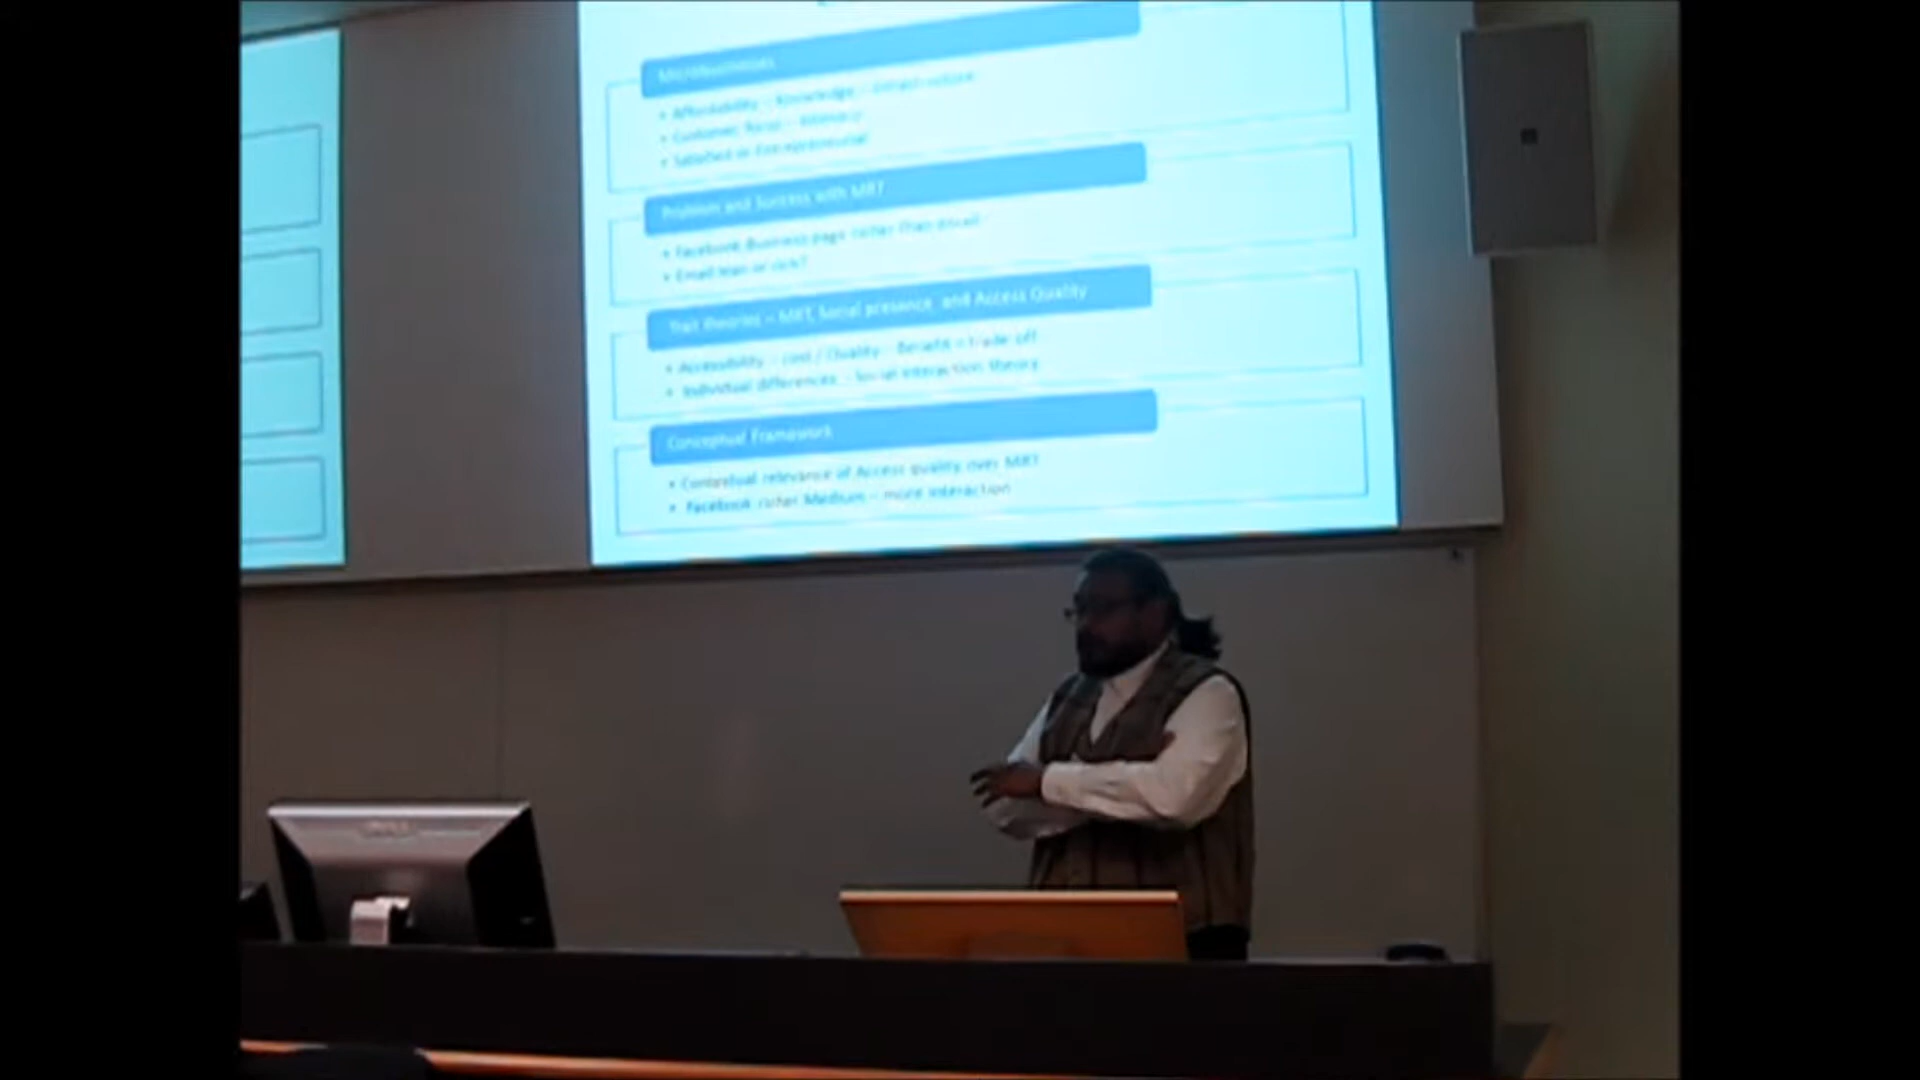 Microbusinesses
• Affordability – Knowledge – Infrastructure
• Customer focus – Intimacy
• Satisfied or Entrepreneurial
Problem and Success with MRT
• Facebook Business page rather than email
• Email lean or rich?
Trait theories – MRT, Social presence, and Access Quality
• Accessibility – cost / Quality – Benefit = trade off
• Individual differences – Social interaction theory
Conceptual Framework
• Contextual relevance of Access quality over MRT
• Facebook richer Medium – more interaction